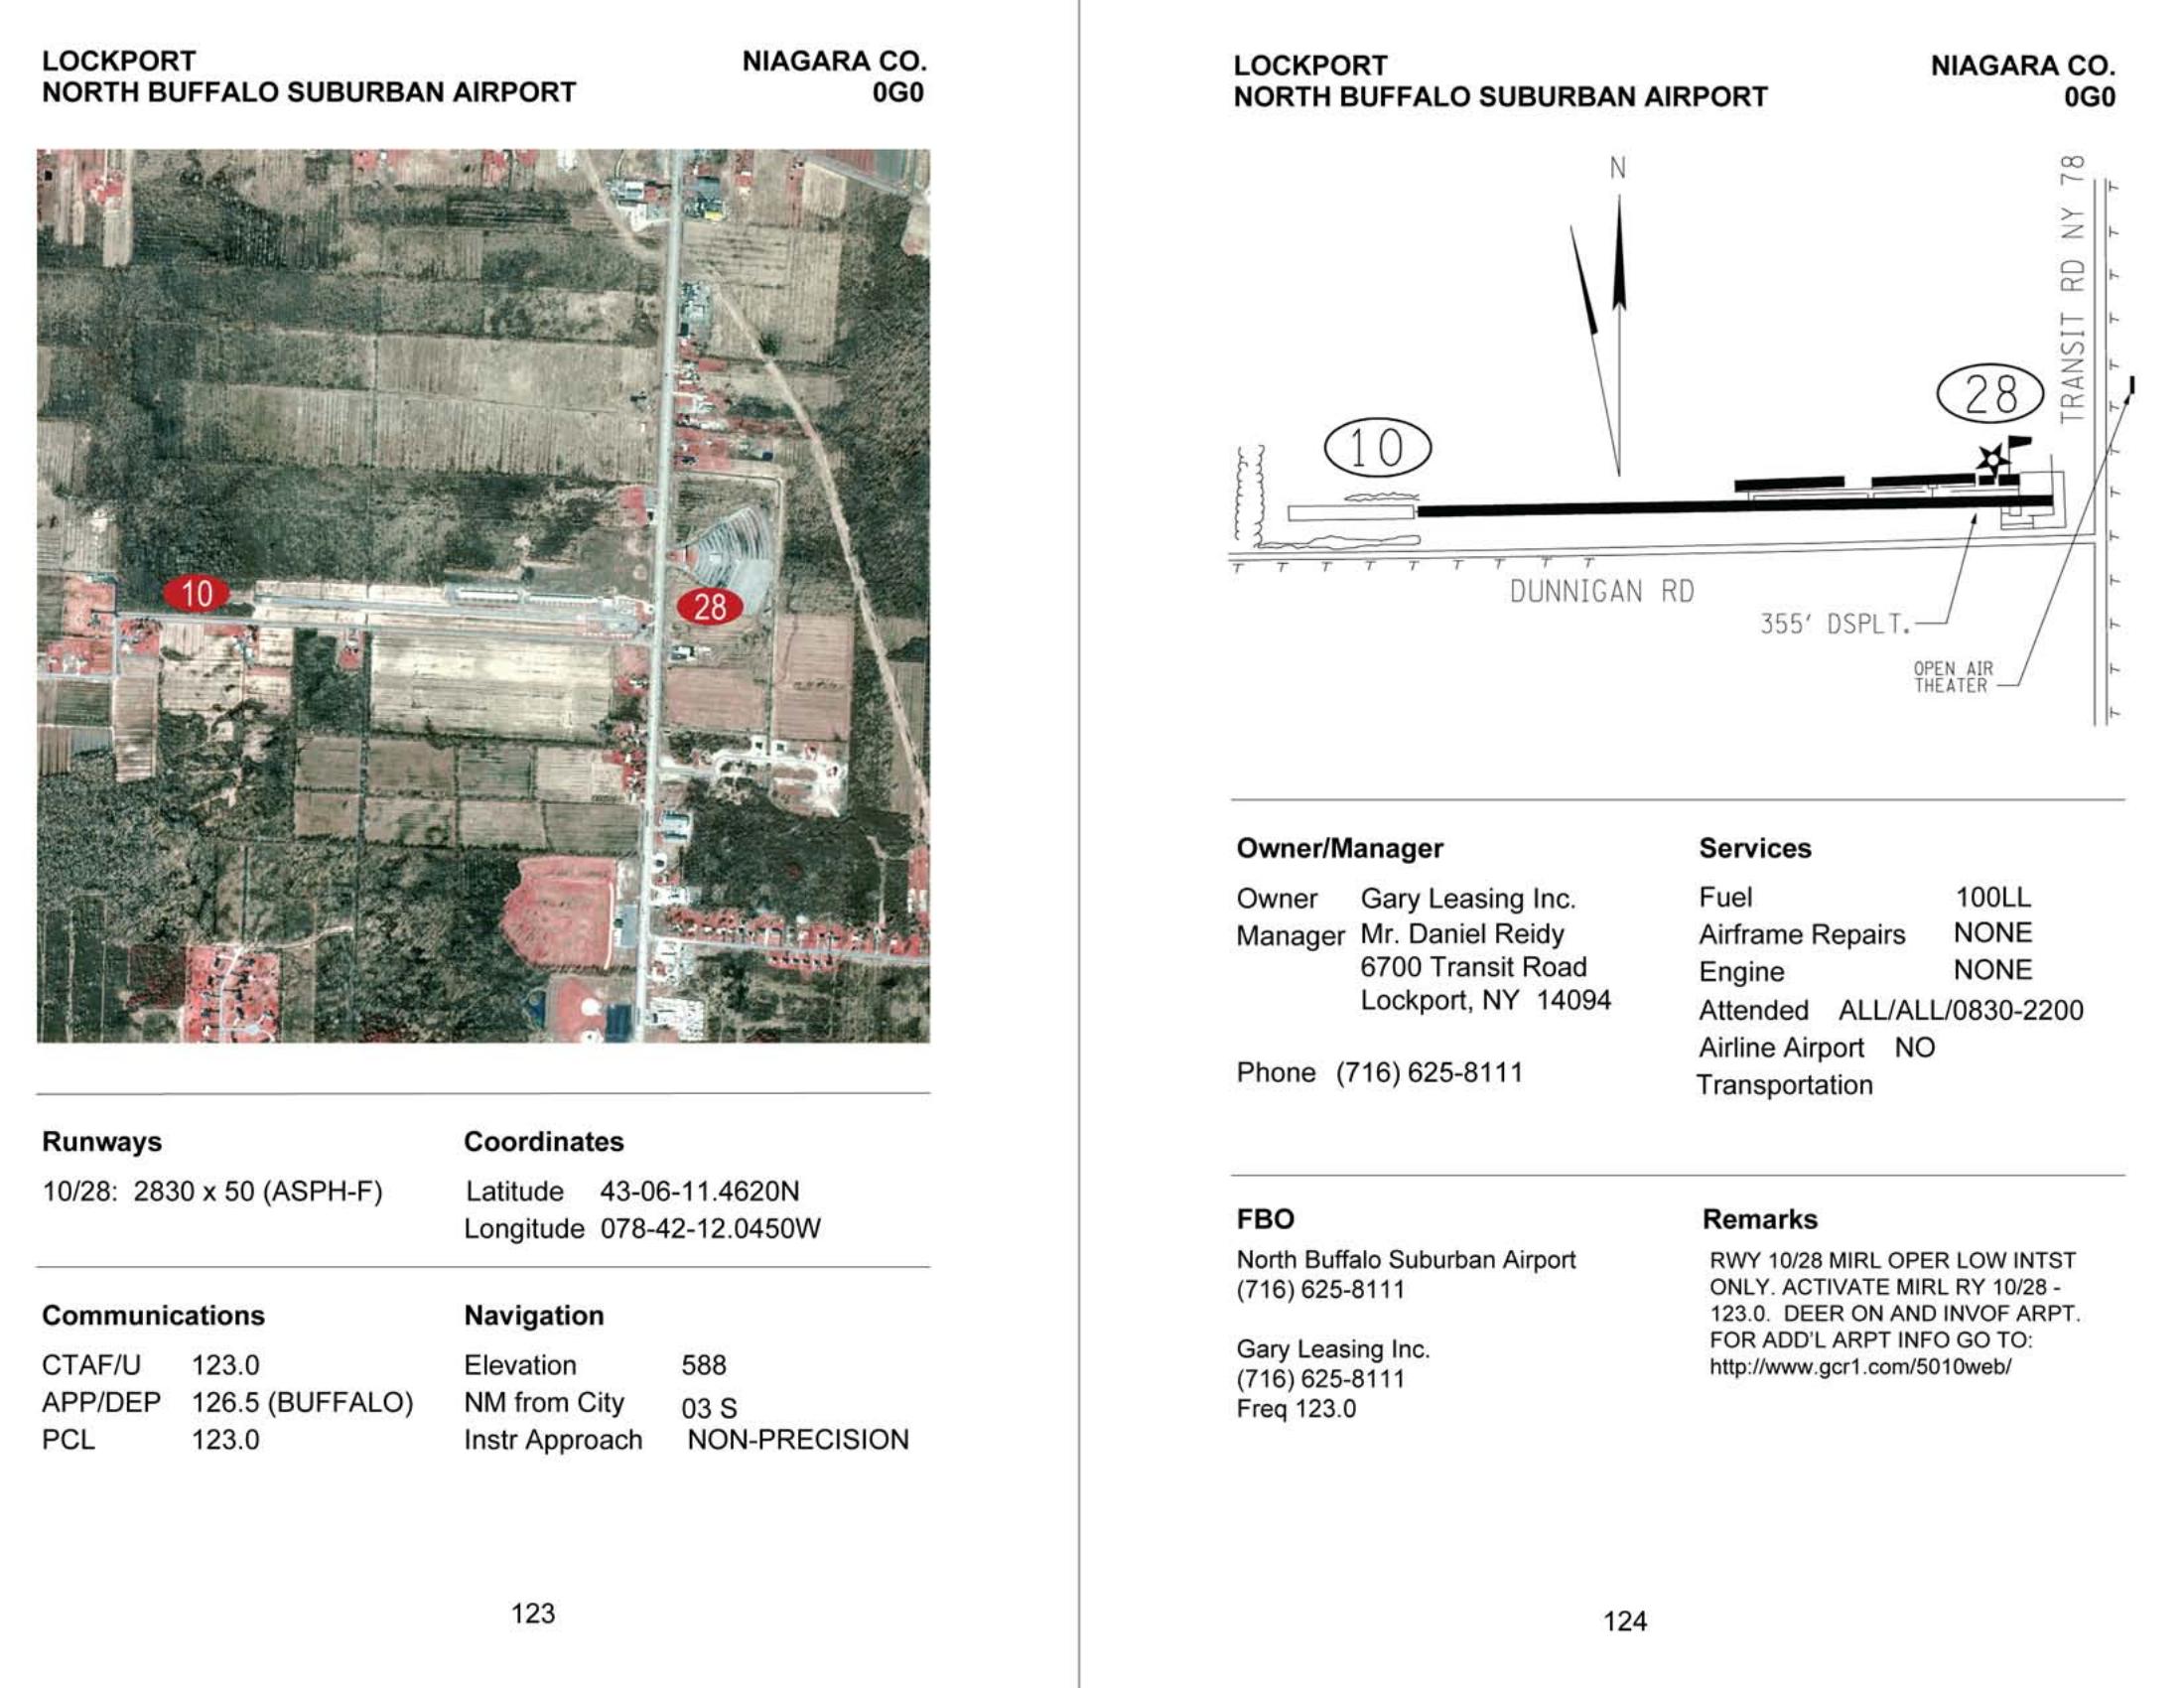 LOCKPORT NIAGARA CO.
NORTH BUFFALO SUBURBAN AIRPORT 0G0
10
28
Runways
10/28: 2830 x 50 (ASPH-F)
Coordinates
Latitude 43-06-11.4620N
Longitude 078-42-12.0450W
Communications
CTAF/U 123.0
APP/DEP 126.5 (BUFFALO)
PCL 123.0
Navigation
Elevation 588
NM from City 03 S
Instr Approach NON-PRECISION
123
LOCKPORT NIAGARA CO.
NORTH BUFFALO SUBURBAN AIRPORT 0G0
N
TRANSIT RD NY 78
28
10
DUNNIGAN RD
355' DSPLT.
OPEN AIR
THEATER
T T T T T T T T T
T
T
T
T
T
T
T
T
T
T
T
T
T
Owner/Manager
Owner Gary Leasing Inc.
Manager Mr. Daniel Reidy
6700 Transit Road
Lockport, NY 14094
Phone (716) 625-8111
Services
Fuel 100LL
Airframe Repairs NONE
Engine NONE
Attended ALL/ALL/0830-2200
Airline Airport NO
Transportation
FBO
North Buffalo Suburban Airport
(716) 625-8111
Gary Leasing Inc.
(716) 625-8111
Freq 123.0
Remarks
RWY 10/28 MIRL OPER LOW INTST
ONLY. ACTIVATE MIRL RY 10/28 -
123.0. DEER ON AND INVOF ARPT.
FOR ADD'L ARPT INFO GO TO:
http://www.gcr1.com/5010web/
124